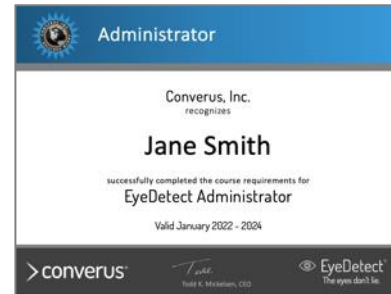 Administrator
Converus, Inc.
recognizes
Jane Smith
successfully completed the course requirements for
EyeDetect Administrator
Valid January 2022 - 2024
converus
Todd K. Mickelsen, CEO
EyeDetect
The eyes don't lie.